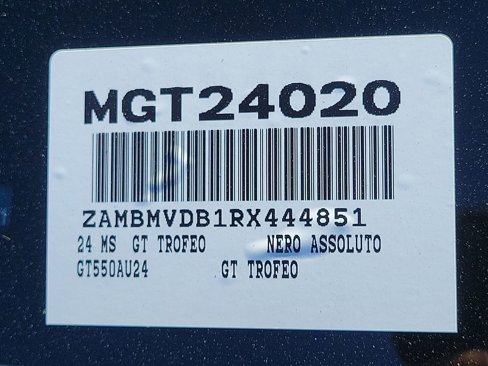 MGT24020
ZAMBMVDB1RX444851
24 MS GT TROFEO NERO ASSOLUTO
GT550AU24 GT TROFEO